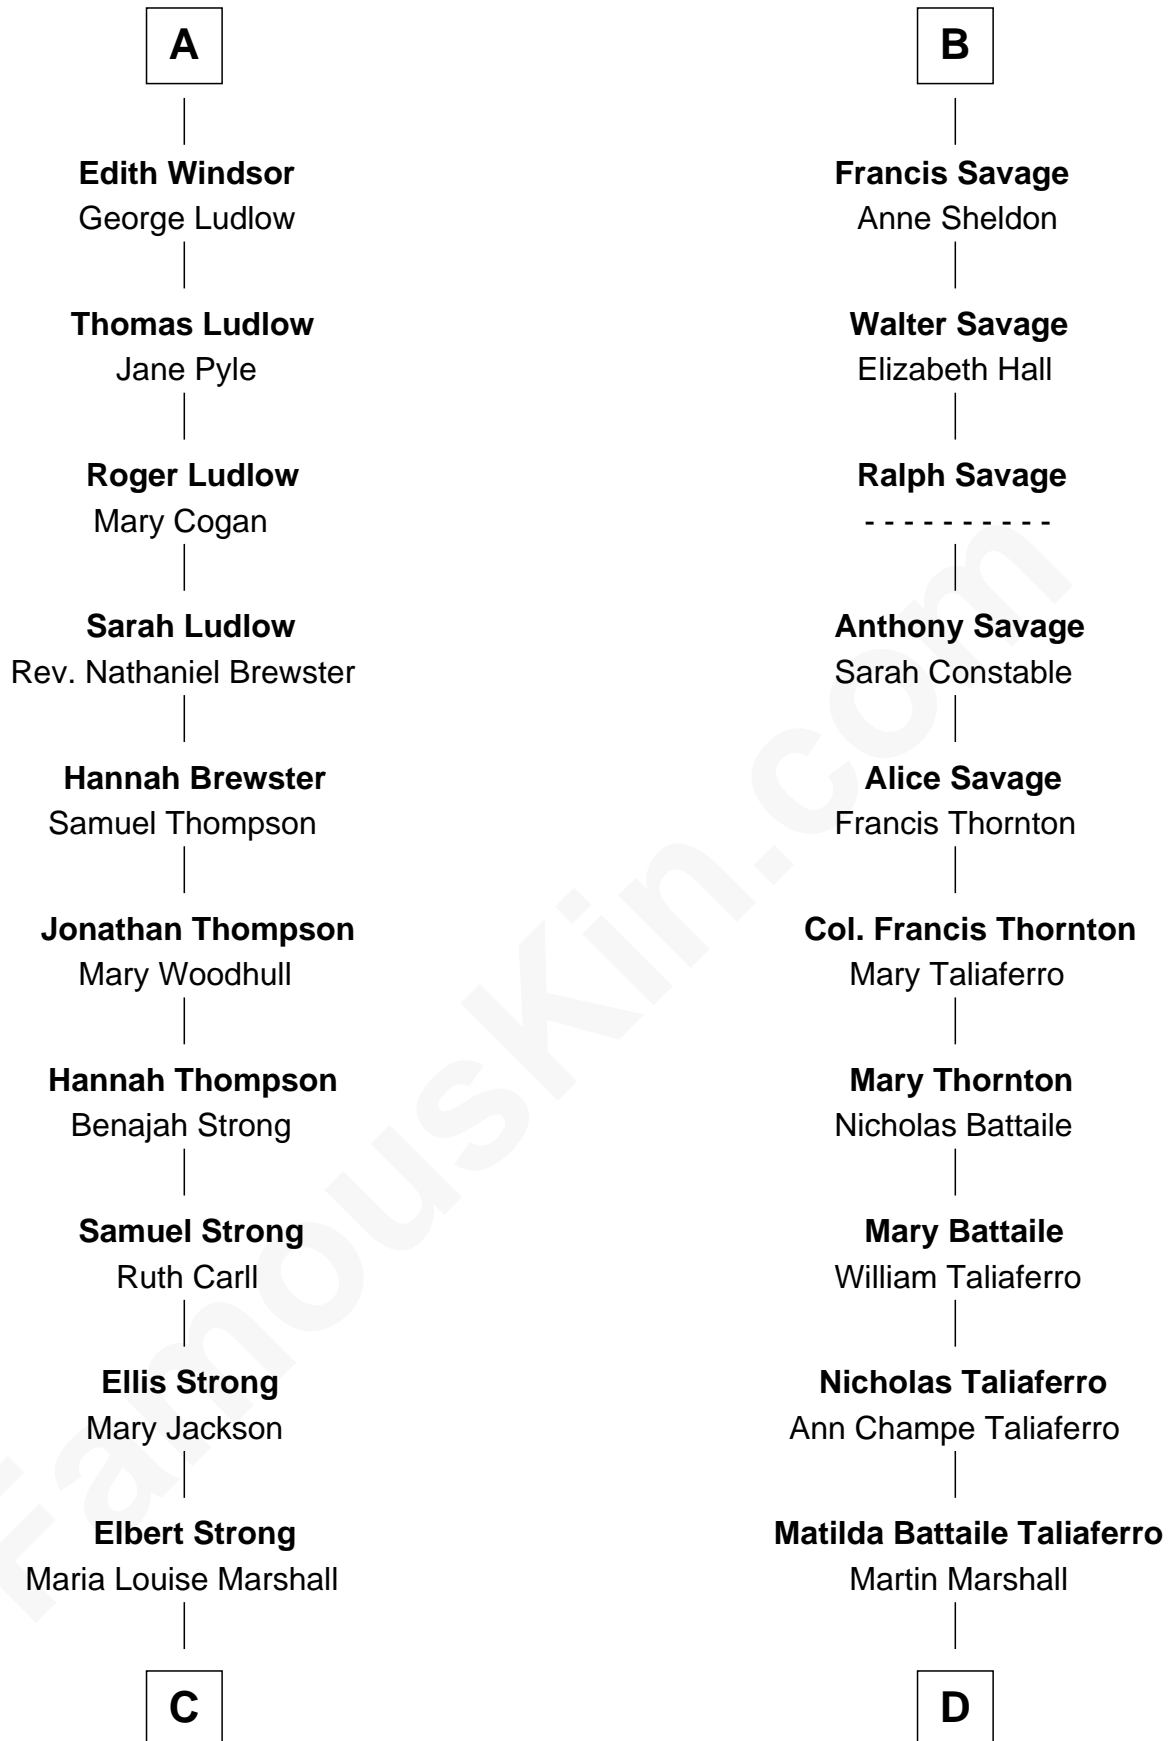 A
Edith Windsor
George Ludlow
Thomas Ludlow
Jane Pyle
Roger Ludlow
Mary Cogan
Sarah Ludlow
Rev. Nathaniel Brewster
Hannah Brewster
Samuel Thompson
Jonathan Thompson
Mary Woodhull
Hannah Thompson
Benajah Strong
Samuel Strong
Ruth Carll
Ellis Strong
Mary Jackson
Elbert Strong
Maria Louise Marshall
C
B
Francis Savage
Anne Sheldon
Walter Savage
Elizabeth Hall
Ralph Savage
- - - - - - - - - -
Anthony Savage
Sarah Constable
Alice Savage
Francis Thornton
Col. Francis Thornton
Mary Taliaferro
Mary Thornton
Nicholas Battaile
Mary Battaile
William Taliaferro
Nicholas Taliaferro
Ann Champe Taliaferro
Matilda Battaile Taliaferro
Martin Marshall
D
FamousKin.com